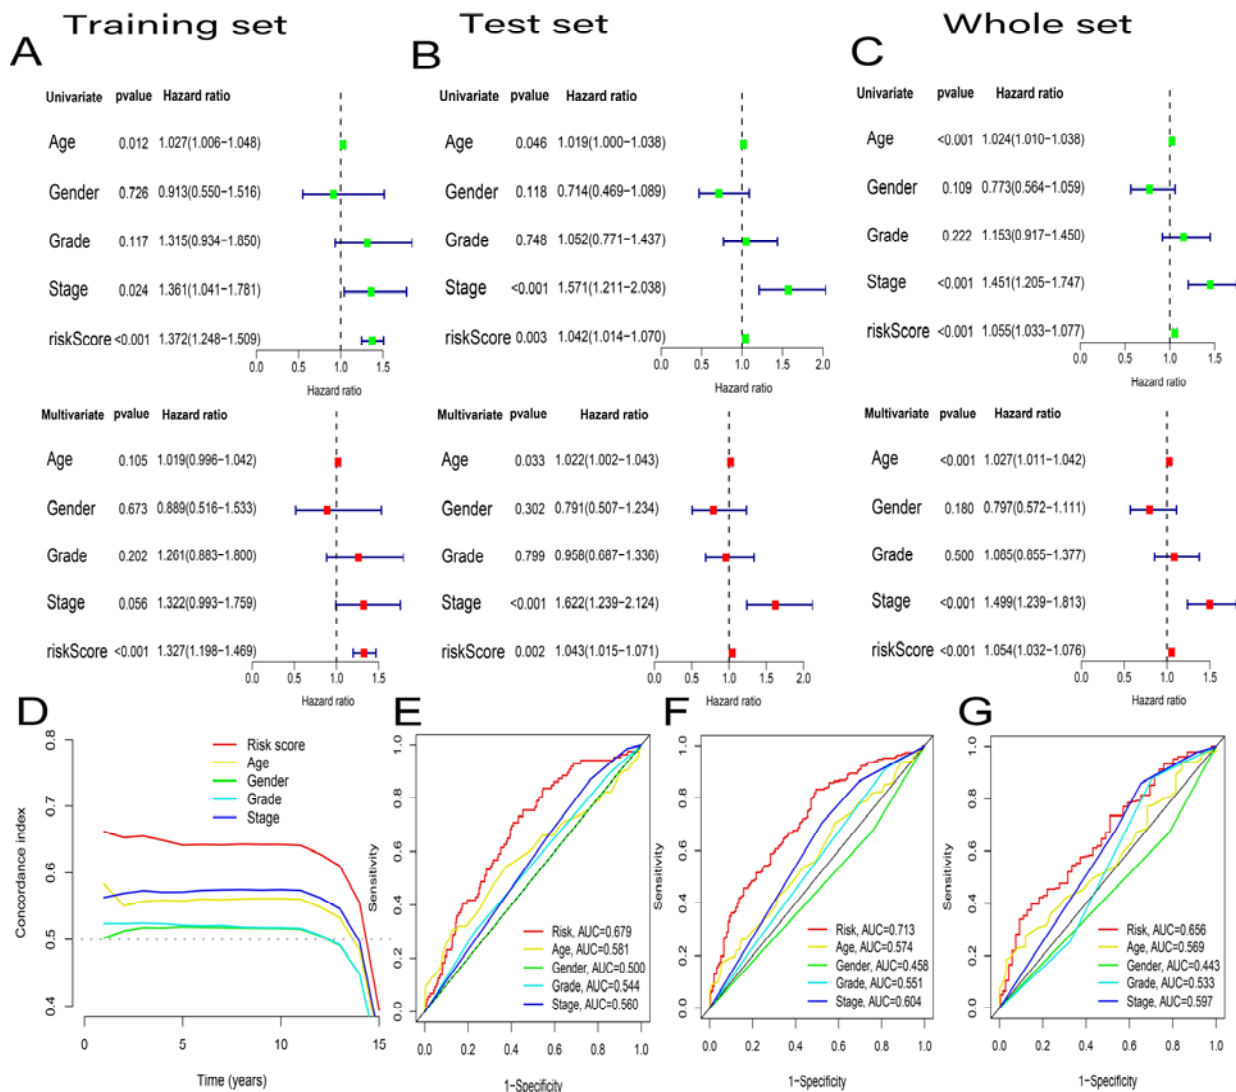 Training set
Test set
Whole set
A
Univariate pvalue Hazard ratio
Age 0.012 1.027(1.006−1.048)
Gender 0.726 0.913(0.550−1.516)
Grade 0.117 1.315(0.934−1.850)
Stage 0.024 1.361(1.041−1.781)
riskScore <0.001 1.372(1.248−1.509)
0.0 0.5 1.0 1.5
Hazard ratio
Multivariate pvalue Hazard ratio
Age 0.105 1.019(0.996−1.042)
Gender 0.673 0.889(0.516−1.533)
Grade 0.202 1.261(0.883−1.800)
Stage 0.056 1.322(0.993−1.759)
riskScore <0.001 1.327(1.198−1.469)
0.0 0.5 1.0 1.5
Hazard ratio
B
Univariate pvalue Hazard ratio
Age 0.046 1.019(1.000−1.038)
Gender 0.118 0.714(0.469−1.089)
Grade 0.748 1.052(0.771−1.437)
Stage <0.001 1.571(1.211−2.038)
riskScore 0.003 1.042(1.014−1.070)
0.0 0.5 1.0 1.5 2.0
Hazard ratio
Multivariate pvalue Hazard ratio
Age 0.033 1.022(1.002−1.043)
Gender 0.302 0.791(0.507−1.234)
Grade 0.799 0.958(0.687−1.336)
Stage <0.001 1.622(1.239−2.124)
riskScore 0.002 1.043(1.015−1.071)
0.0 0.5 1.0 1.5 2.0
Hazard ratio
C
Univariate pvalue Hazard ratio
Age <0.001 1.024(1.010−1.038)
Gender 0.109 0.773(0.564−1.059)
Grade 0.222 1.153(0.917−1.450)
Stage <0.001 1.451(1.205−1.747)
riskScore <0.001 1.055(1.033−1.077)
0.0 0.5 1.0 1.5
Hazard ratio
Multivariate pvalue Hazard ratio
Age <0.001 1.027(1.011−1.042)
Gender 0.180 0.797(0.572−1.111)
Grade 0.500 1.085(0.855−1.377)
Stage <0.001 1.499(1.239−1.813)
riskScore <0.001 1.054(1.032−1.076)
0.0 0.5 1.0 1.5
Hazard ratio
D
Concordance index
0.8
0.7
0.6
0.5
0.4
Risk score
Age
Gender
Grade
Stage
0 5 10 15
Time (years)
E
Sensitivity
1.0
0.8
0.6
0.4
0.2
0.0
Risk, AUC=0.679
Age, AUC=0.581
Gender, AUC=0.500
Grade, AUC=0.544
Stage, AUC=0.560
0.0 0.2 0.4 0.6 0.8 1.0
1−Specificity
F
Sensitivity
1.0
0.8
0.6
0.4
0.2
0.0
Risk, AUC=0.713
Age, AUC=0.574
Gender, AUC=0.458
Grade, AUC=0.551
Stage, AUC=0.604
0.0 0.2 0.4 0.6 0.8 1.0
1−Specificity
G
Sensitivity
1.0
0.8
0.6
0.4
0.2
0.0
Risk, AUC=0.656
Age, AUC=0.569
Gender, AUC=0.443
Grade, AUC=0.533
Stage, AUC=0.597
0.0 0.2 0.4 0.6 0.8 1.0
1−Specificity